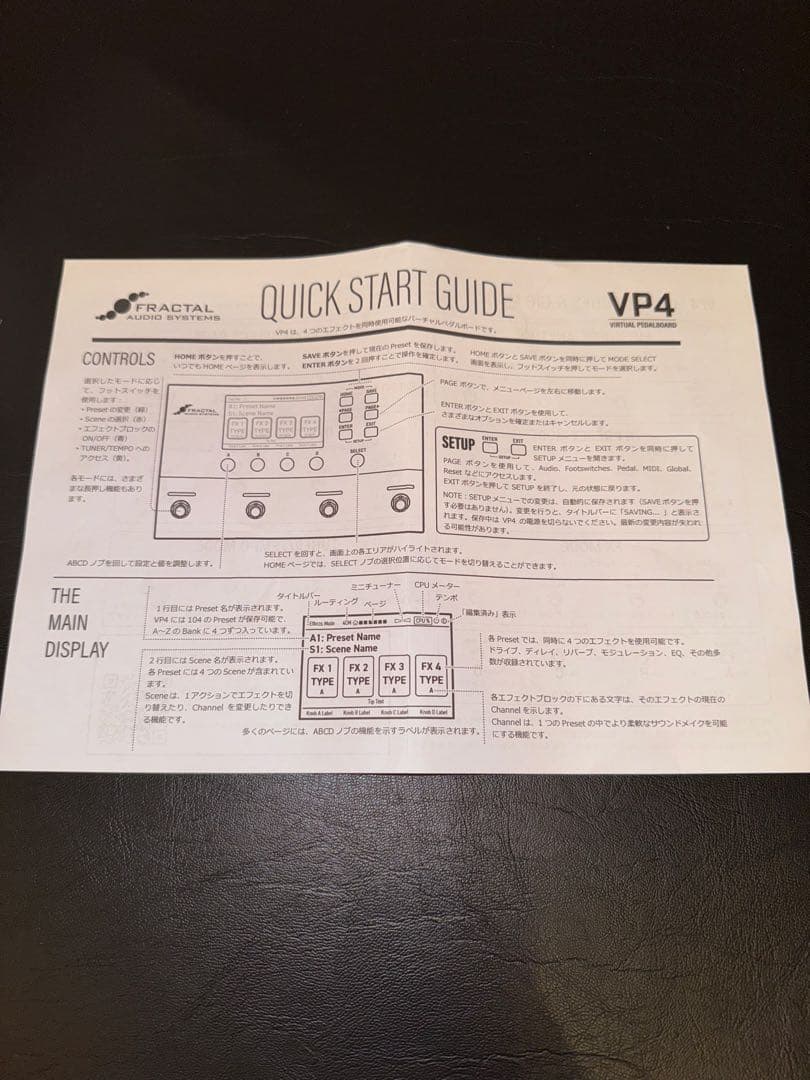 FRACTAL
AUDIO SYSTEMS
QUICK START GUIDE
VP4
VIRTUAL PEDALBOARD
VP4 は、4 つのエフェクトを同時使用可能なバーチャルペダルボードです。
CONTROLS
HOME ボタンを押すことで、
いつでも HOME ページを表示します。
SAVE ボタンを押して現在の Preset を保存します。
ENTER ボタンを 2 回押すことで操作を確定します。
HOME ボタンと SAVE ボタンを同時に押して MODE SELECT
画面を表示し、フットスイッチを押してモードを選択します。
選択したモードに応じ
て、フットスイッチを
使用します：
・Preset の変更（緑）
・Scene の選択（赤）
・エフェクトブロックの
ON/OFF（青）
・TUNER/TEMPO への
アクセス（黄）。
各モードには、さまざ
まな長押し機能もあり
ます。
FRACTAL
A1: Preset Name
S1: Scene Name
FX 1
TYPE
FX 2
TYPE
FX 3
TYPE
FX 4
TYPE
A
B
C
D
MODE
HOME
SAVE
PAGE
PAGE
ENTER
EXIT
SETUP
SELECT
PAGE ボタンで、メニューページを左右に移動します。
ENTER ボタンと EXIT ボタンを使用して、
さまざまなオプションを確定またはキャンセルします。
SETUP
ENTER
EXIT
SETUP
ENTER ボタンと EXIT ボタンを同時に押して
SETUP メニューを開きます。
PAGE ボタンを使用して、Audio、Footswitches、Pedal、MIDI、Global、
Reset などにアクセスします。
EXIT ボタンを押して SETUP を終了し、元の状態に戻ります。
NOTE：SETUP メニューでの変更は、自動的に保存されます（SAVE ボタンを押
す必要はありません）。変更を行うと、タイトルバーに「SAVING...」と表示さ
れます。保存中は VP4 の電源を切らないでください。最新の変更内容が失われ
る可能性があります。
ABCD ノブを回して設定と値を調整します。
SELECT を回すと、画面上の各エリアがハイライトされます。
HOME ページでは、SELECT ノブの選択位置に応じてモードを切り替えることができます。
THE
MAIN
DISPLAY
1 行目には Preset 名が表示されます。
VP4 には 104 の Preset が保存可能で、
A〜Z の Bank に 4 つずつ入っています。
2 行目には Scene 名が表示されます。
各 Preset には 4 つの Scene が含まれてい
ます。
Scene は、1 アクションでエフェクトを切
り替えたり、Channel を変更したりでき
る機能です。
タイトルバー
ルーティング
ミニチューナー
ページ
CPU メーター
テンポ
「編集済み」表示
Effects Main
4CM
CPU%
A1: Preset Name
S1: Scene Name
FX 1
TYPE
A
FX 2
TYPE
A
FX 3
TYPE
A
FX 4
TYPE
A
Tip Text
Knob A Label
Knob B Label
Knob C Label
Knob D Label
多くのページには、ABCD ノブの機能を示すラベルが表示されます。
各 Preset では、同時に 4 つのエフェクトを使用可能です。
ドライブ、ディレイ、リバーブ、モジュレーション、EQ、その他多
数が収録されています。
各エフェクトブロックの下にある文字は、そのエフェクトの現在の
Channel を示します。
Channel は、1 つの Preset の中でより柔軟なサウンドメイクを可能
にする機能です。